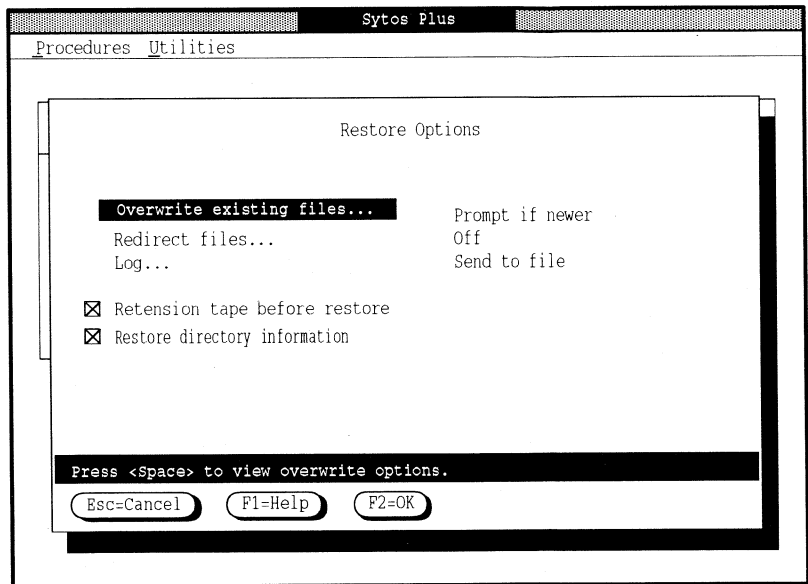 Sytos Plus
Procedures Utilities
Restore Options
Overwrite existing files... Prompt if newer
Redirect files... Off
Log... Send to file
Retension tape before restore
Restore directory information
Press <Space> to view overwrite options.
Esc=Cancel F1=Help F2=OK